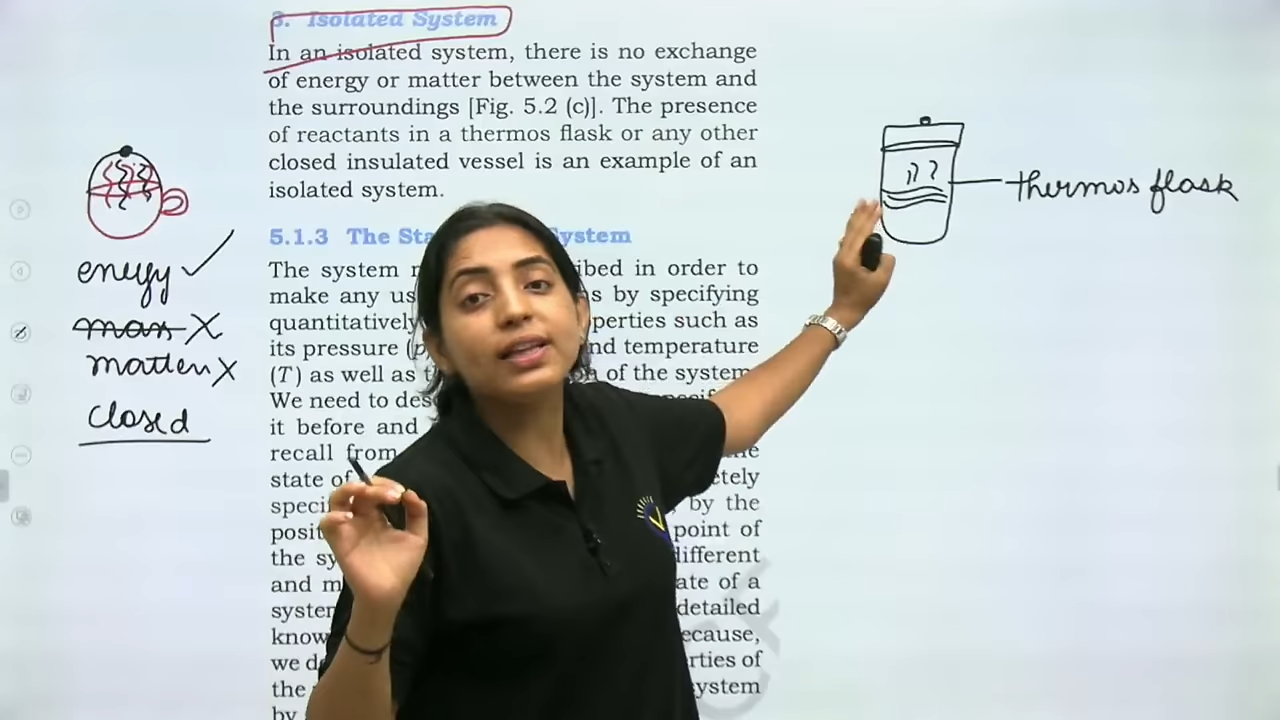 3. Isolated System
In an isolated system, there is no exchange
of energy or matter between the system and
the surroundings [Fig. 5.2 (c)]. The presence
of reactants in a thermos flask or any other
closed insulated vessel is an example of an
isolated system.
thermos flask
energy ✓
mass X
matter X
closed
5.1.3 The Sta ystem
The system ibed in order to
make any us s by specifying
quantitatively perties such as
its pressure (p nd temperature
(T) as well as of the system.
We need to des
it before and
recall from
state of etely
speci by the
posit point of
the sy different
and m ate of a
system detailed
know ecause,
we d rties of
the system
by